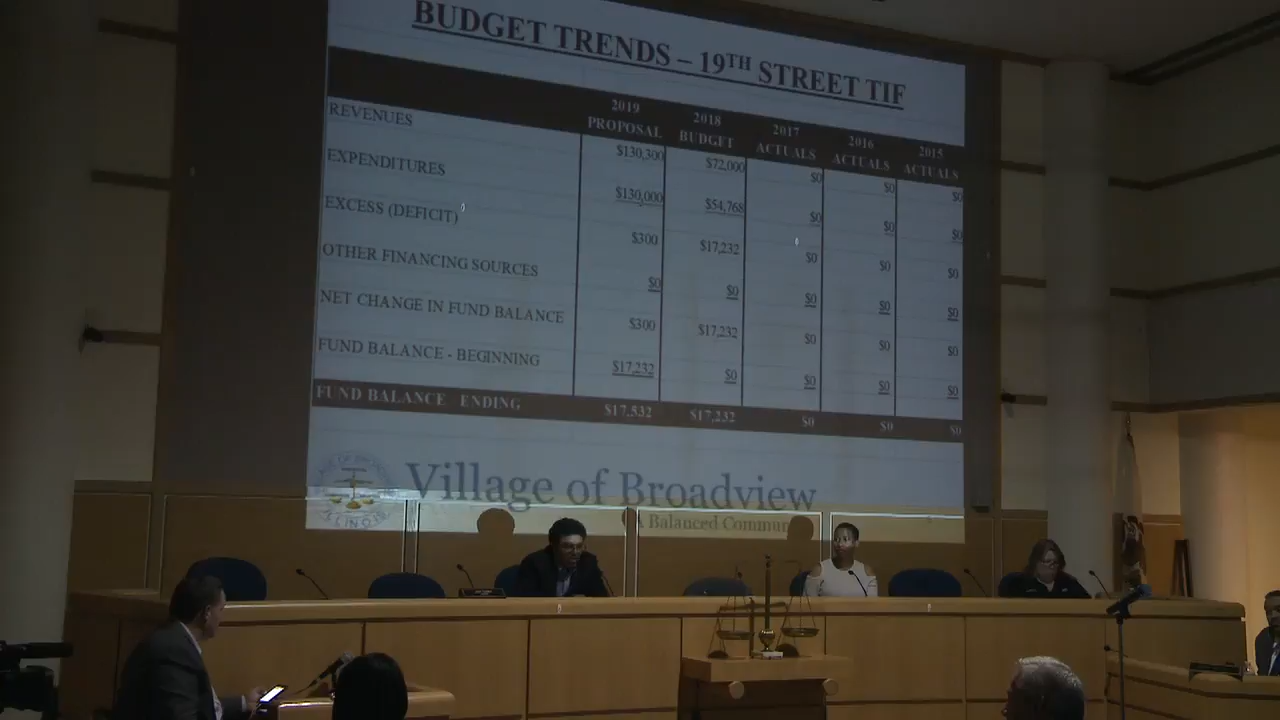 BUDGET TRENDS – 19TH STREET TIF
2019 PROPOSAL 2018 BUDGET 2017 ACTUALS 2016 ACTUALS 2015 ACTUALS
REVENUES $130,300 $72,000 $0 $0 $0
EXPENDITURES $130,000 $54,768 $0 $0 $0
EXCESS (DEFICIT) $300 $17,232 $0 $0 $0
OTHER FINANCING SOURCES $0 $0 $0 $0 $0
NET CHANGE IN FUND BALANCE $300 $17,232 $0 $0 $0
FUND BALANCE - BEGINNING $17,232 $0 $0 $0 $0
FUND BALANCE ENDING $17,532 $17,232 $0 $0 $0
Village of Broadview
A Balanced Commun
ILLINOIS